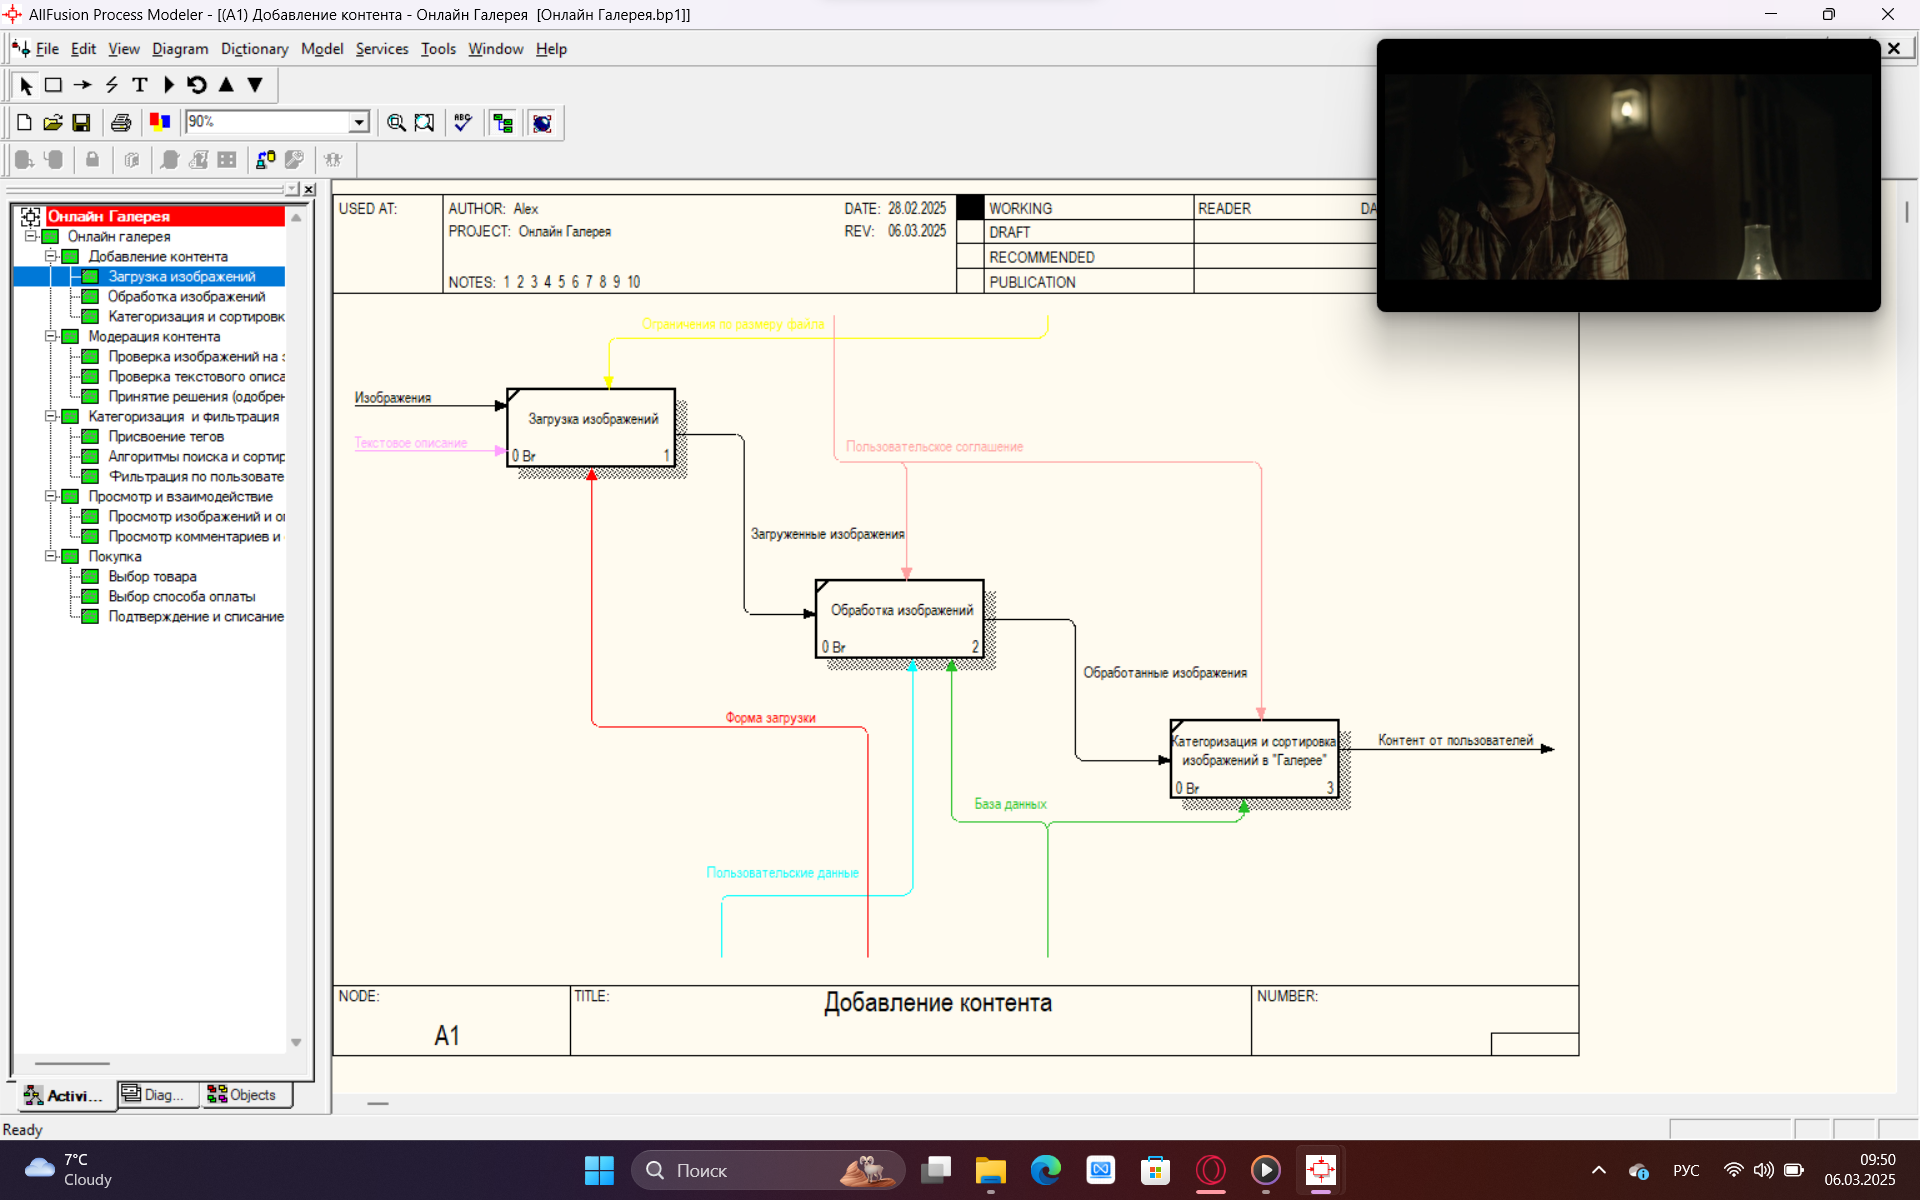 AllFusion Process Modeler - [(A1) Добавление контента - Онлайн Галерея [Онлайн Галерея.bp1]]
File Edit View Diagram Dictionary Model Services Tools Window Help
T
90%
ABC
Онлайн Галерея
Онлайн галерея
Добавление контента
Загрузка изображений
Обработка изображений
Категоризация и сортировк
Модерация контента
Проверка изображений на
Проверка текстового описа
Принятие решения (одобрен
Категоризация и фильтрация
Присвоение тегов
Алгоритмы поиска и сортир
Фильтрация по пользовате
Просмотр и взаимодействие
Просмотр изображений и
Просмотр комментариев и
Покупка
Выбор товара
Выбор способа оплаты
Подтверждение и списание
Activi... Diag... Objects
USED AT: AUTHOR: Alex DATE: 28.02.2025 WORKING READER DA
PROJECT: Онлайн Галерея REV: 06.03.2025 DRAFT
RECOMMENDED
NOTES: 1 2 3 4 5 6 7 8 9 10 PUBLICATION
Ограничения по размеру файла
Изображения
Загрузка изображений
Текстовое описание
0 Br 1
Пользовательское соглашение
Загруженные изображения
Обработка изображений
0 Br 2
Обработанные изображения
Форма загрузки
Категоризация и сортировка
изображений в "Галерее"
0 Br 3
Контент от пользователей
База данных
Пользовательские данные
NODE: TITLE: Добавление контента NUMBER:
A1
Ready
7°C
Cloudy
Поиск
РУС
09:50
06.03.2025